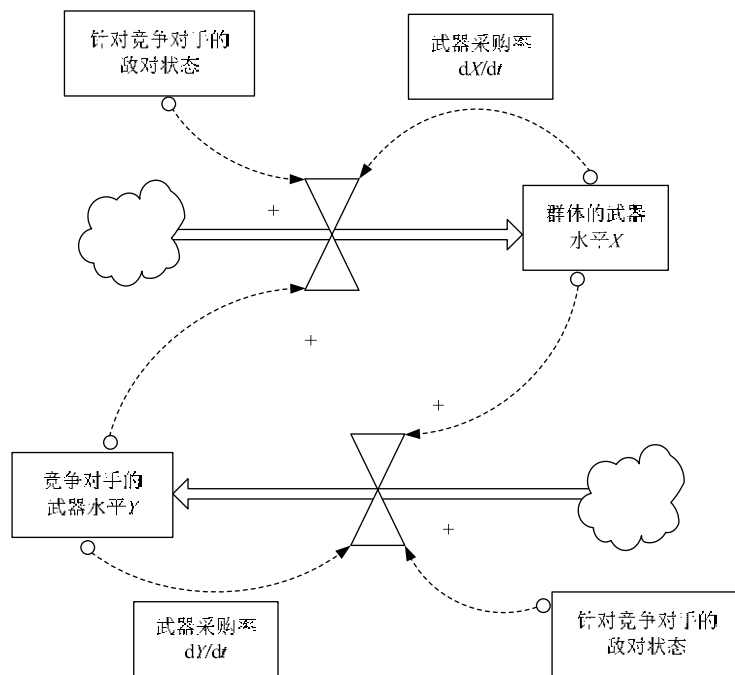 针对竞争对手的
敌对状态
武器采购率
dX/dt
+
群体的武器
水平X
+
+
竞争对手的
武器水平Y
+
武器采购率
dY/dt
针对竞争对手的
敌对状态